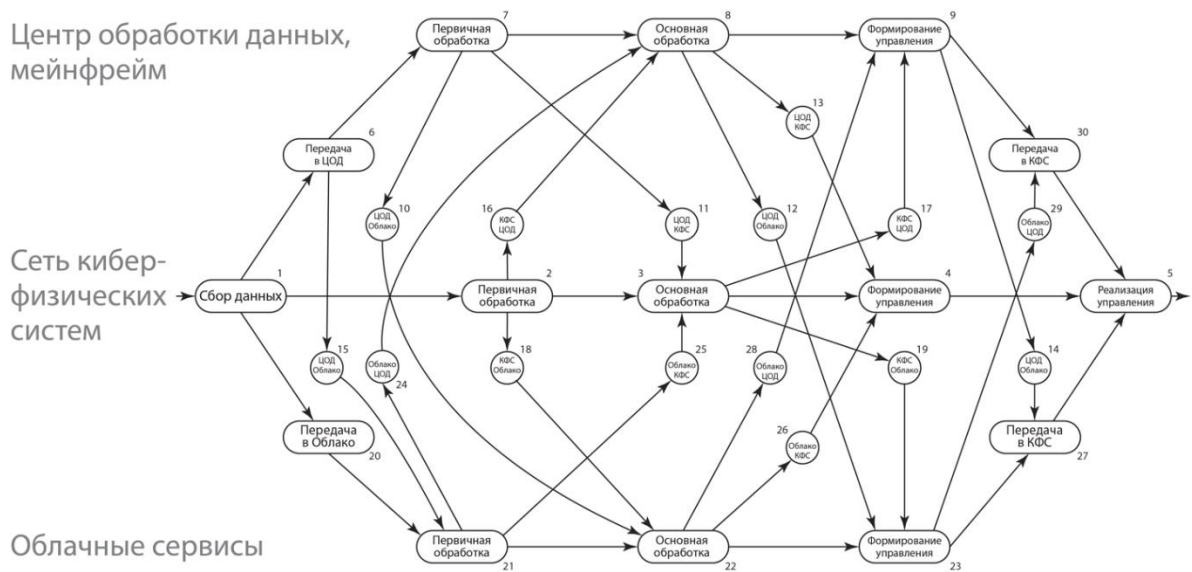 Центр обработки данных,
мейнфрейм
7
Первичная
обработка
8
Основная
обработка
9
Формирование
управления
13
ЦОД
КФС
6
Передача
в ЦОД
30
Передача
в КФС
10
ЦОД
Облако
16
КФС
ЦОД
11
ЦОД
КФС
12
ЦОД
Облако
17
КФС
ЦОД
29
Облако
ЦОД
Сеть кибер-
физических
систем
1
Сбор данных
2
Первичная
обработка
3
Основная
обработка
4
Формирование
управления
5
Реализация
управления
15
ЦОД
Облако
Облако
ЦОД
24
18
КФС
Облако
25
Облако
КФС
28
Облако
ЦОД
19
КФС
Облако
14
ЦОД
Облако
Передача
в Облако
20
26
Облако
КФС
Передача
в КФС
27
Облачные сервисы
Первичная
обработка
21
Основная
обработка
22
Формирование
управления
23